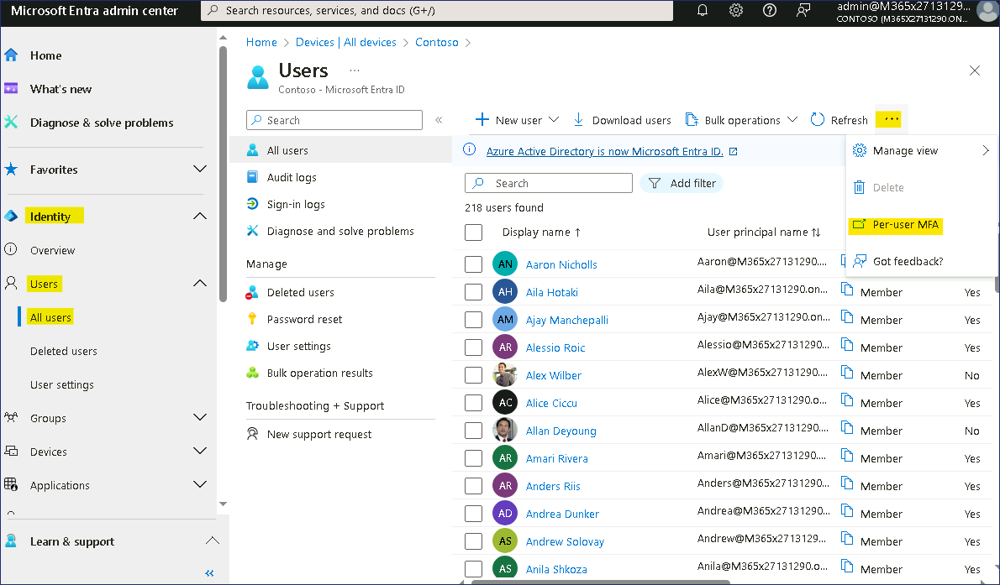 Microsoft Entra admin center
Search resources, services, and docs (G+/)
admin@M365x2713129...
CONTOSO (M365X27131290.ON...
Home
What's new
Diagnose & solve problems
Favorites
Identity
Overview
Users
All users
Deleted users
User settings
Groups
Devices
Applications
Learn & support
Home > Devices | All devices > Contoso >
Users ...
Contoso - Microsoft Entra ID
Search
All users
Audit logs
Sign-in logs
Diagnose and solve problems
Manage
Deleted users
Password reset
User settings
Bulk operation results
Troubleshooting + Support
New support request
New user
Download users
Bulk operations
Refresh
...
Manage view
Delete
Per-user MFA
Got feedback?
Azure Active Directory is now Microsoft Entra ID.
Search
Add filter
218 users found
Display name ↑ User principal name ↑↓
AN Aaron Nicholls Aaron@M365x27131290....
AH Aila Hotaki Aila@M365x27131290.on... Member Yes
AM Ajay Manchepalli Ajay@M365x27131290.on... Member Yes
AR Alessio Roic Alessio@M365x27131290.... Member Yes
Alex Wilber AlexW@M365x27131290.... Member No
AC Alice Ciccu Alice@M365x27131290.o... Member Yes
Allan Deyoung AllanD@M365x27131290.... Member No
AR Amari Rivera Amari@M365x27131290.... Member Yes
AR Anders Riis Anders@M365x27131290.... Member Yes
AD Andrea Dunker Andrea@M365x27131290... Member Yes
AS Andrew Solovay Andrew@M365x2713129... Member Yes
AS Anila Shkoza Anila@M365x27131290.o... Member Yes